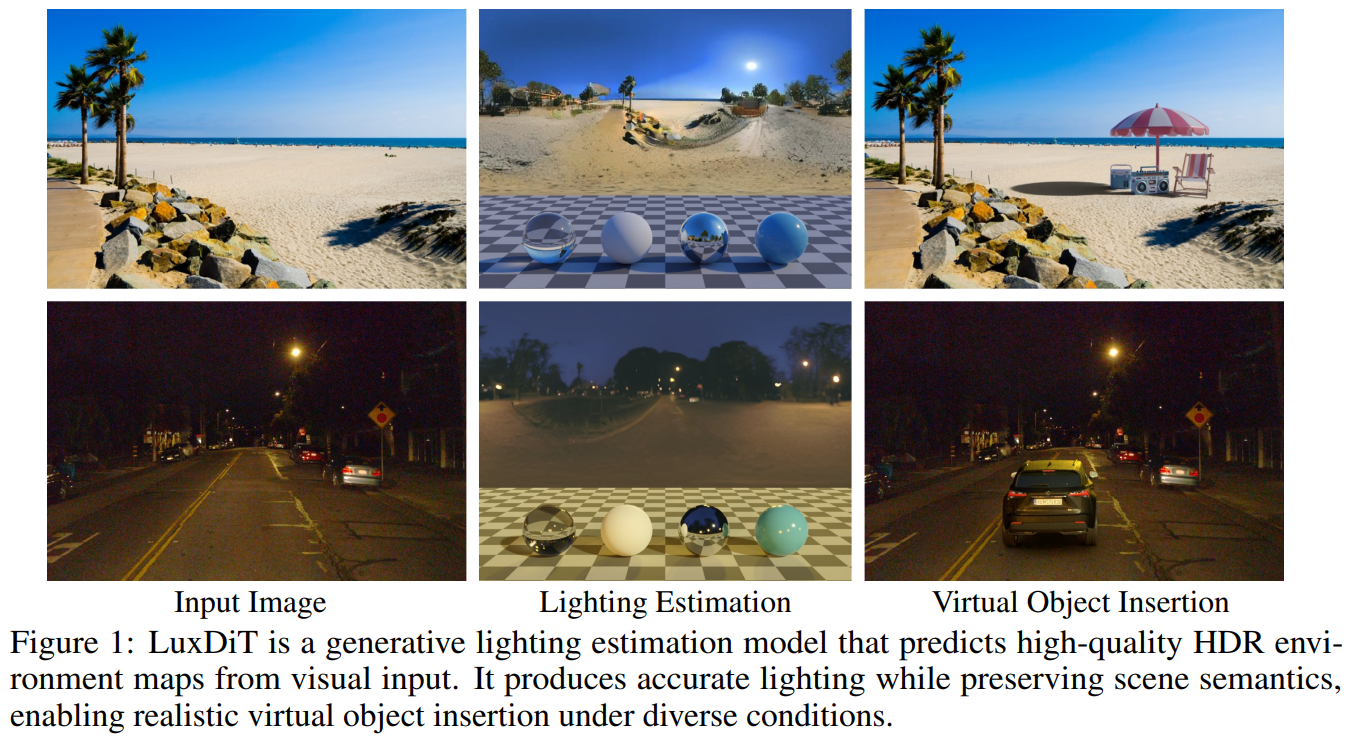 Input Image
Lighting Estimation
Virtual Object Insertion
Figure 1: LuxDiT is a generative lighting estimation model that predicts high-quality HDR envi-
ronment maps from visual input. It produces accurate lighting while preserving scene semantics,
enabling realistic virtual object insertion under diverse conditions.